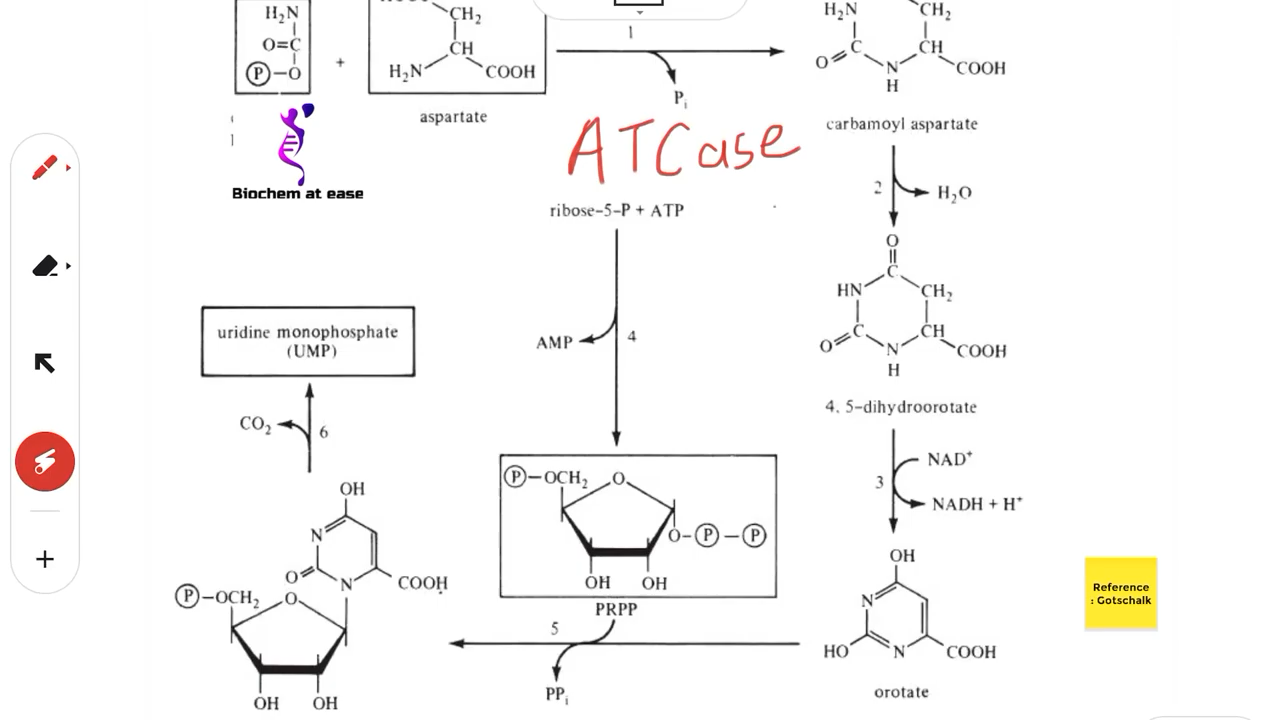 H₂N
O=C
P–O
+
CH₂
CH
H₂N
COOH
aspartate
1
Pᵢ
H₂N
CH₂
C
CH
O
N
H
COOH
carbamoyl aspartate
Biochem at ease
ATCase
ribose-5-P + ATP
2
H₂O
O
C
HN
CH₂
C
CH
O
N
H
COOH
4. 5-dihydroorotate
uridine monophosphate
(UMP)
AMP
4
CO₂
6
3
NAD⁺
NADH + H⁺
P–OCH₂
O
O–P–P
OH
OH
PRPP
OH
N
O
N
COOH
P–OCH₂
O
OH
OH
5
PPᵢ
OH
N
HO
N
COOH
orotate
Reference
: Gotschalk